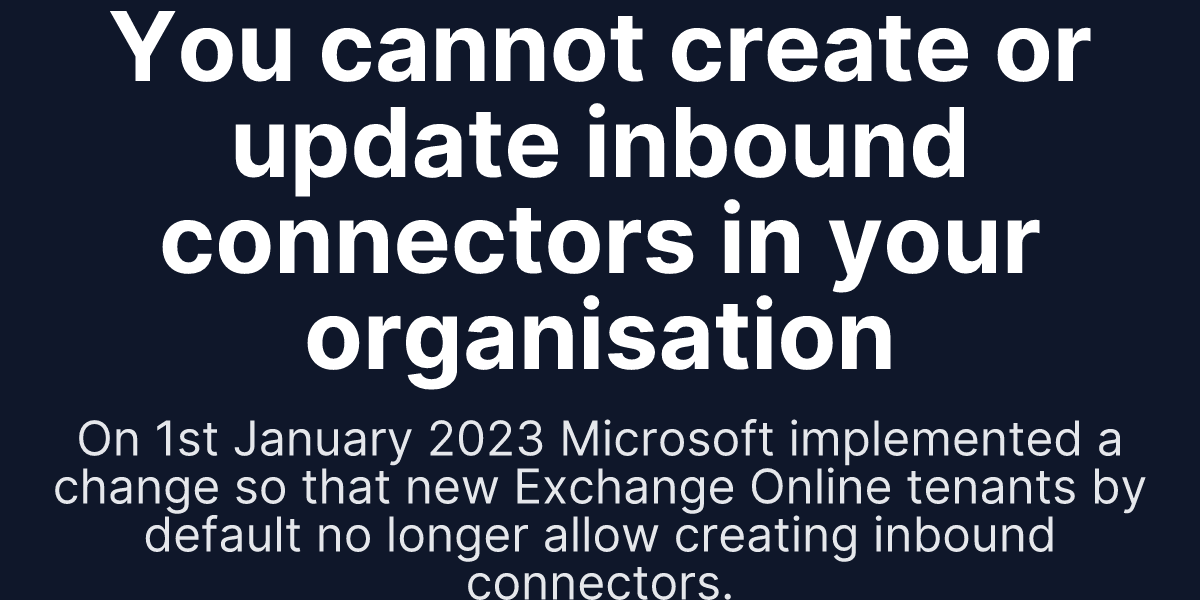 You cannot create or
update inbound
connectors in your
organisation
On 1st January 2023 Microsoft implemented a
change so that new Exchange Online tenants by
default no longer allow creating inbound
connectors.